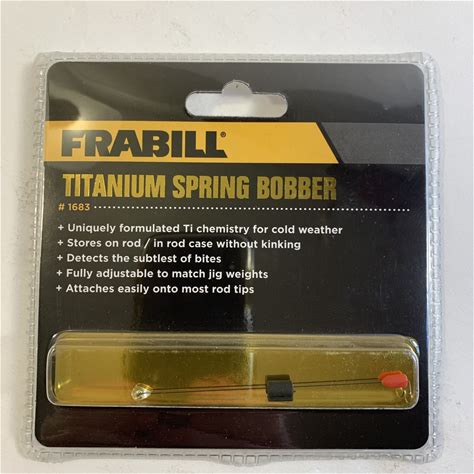 FRABILL®
TITANIUM SPRING BOBBER
# 1683
+ Uniquely formulated Ti chemistry for cold weather
+ Stores on rod / in rod case without kinking
+ Detects the subtlest of bites
+ Fully adjustable to match jig weights
+ Attaches easily onto most rod tips